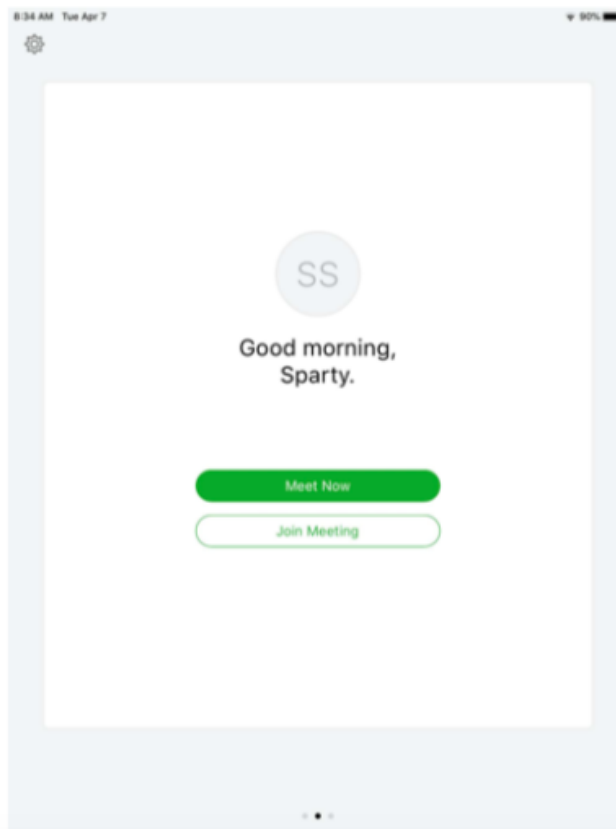 8:34 AM Tue Apr 7
90%
SS
Good morning,
Sparty.
Meet Now
Join Meeting